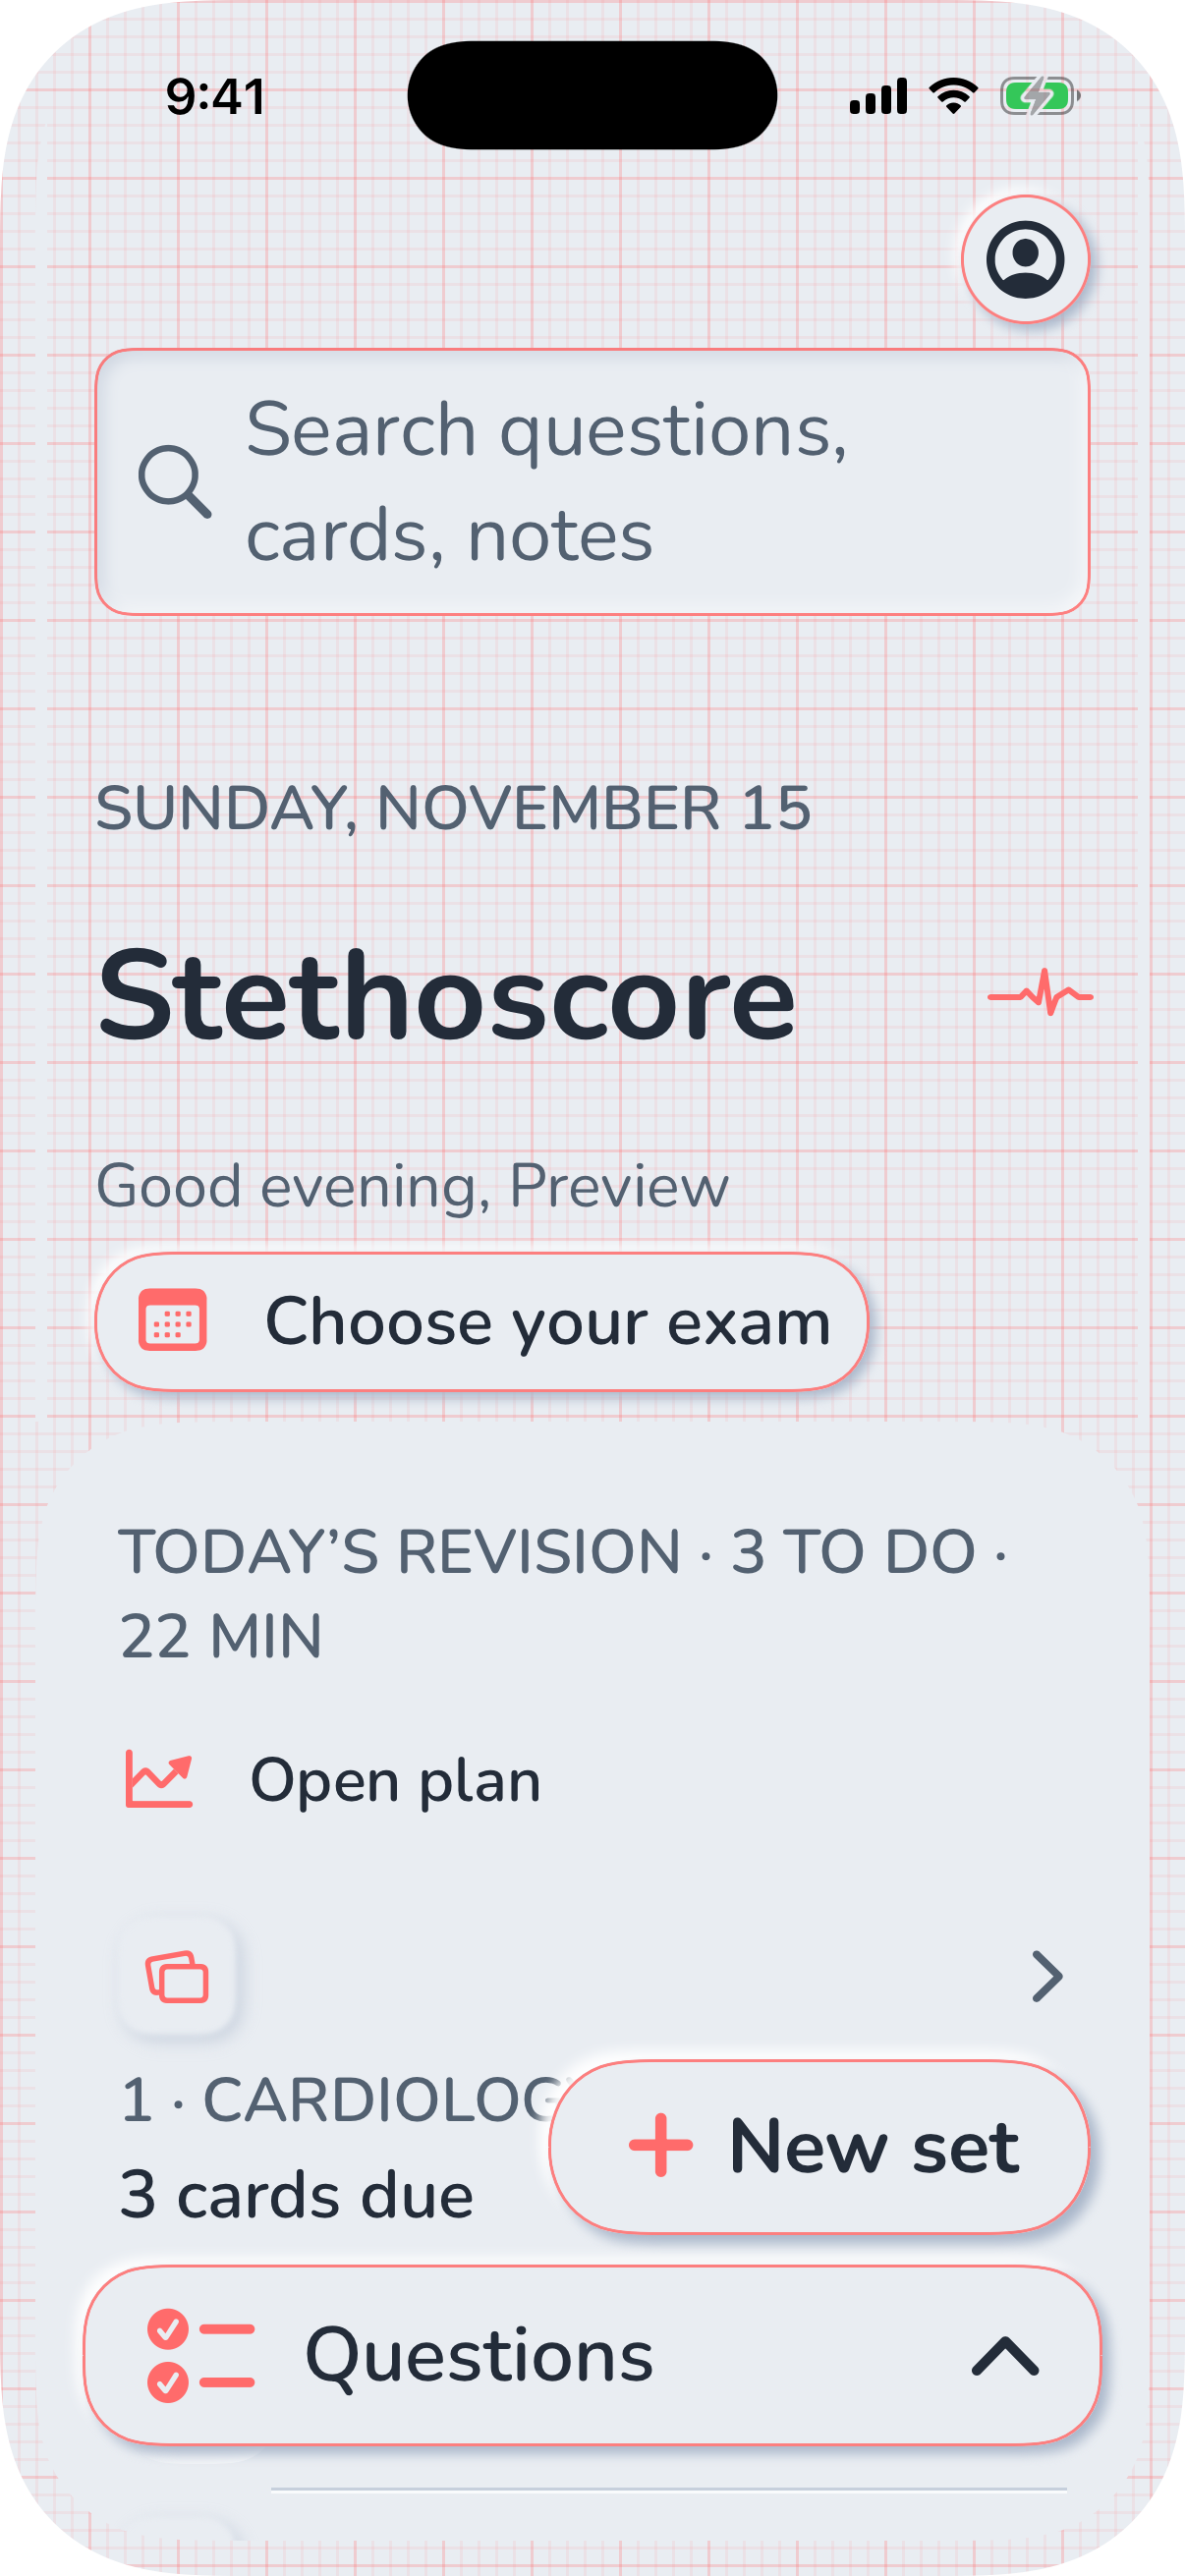 9:41
Search questions,
cards, notes
SUNDAY, NOVEMBER 15
Stethoscore
Good evening, Preview
Choose your exam
TODAY’S REVISION · 3 TO DO ·
22 MIN
Open plan
1 ·
New set
3 cards due
Questions